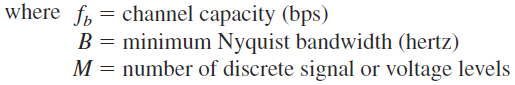 where f_b = channel capacity (bps)
B = minimum Nyquist bandwidth (hertz)
M = number of discrete signal or voltage levels